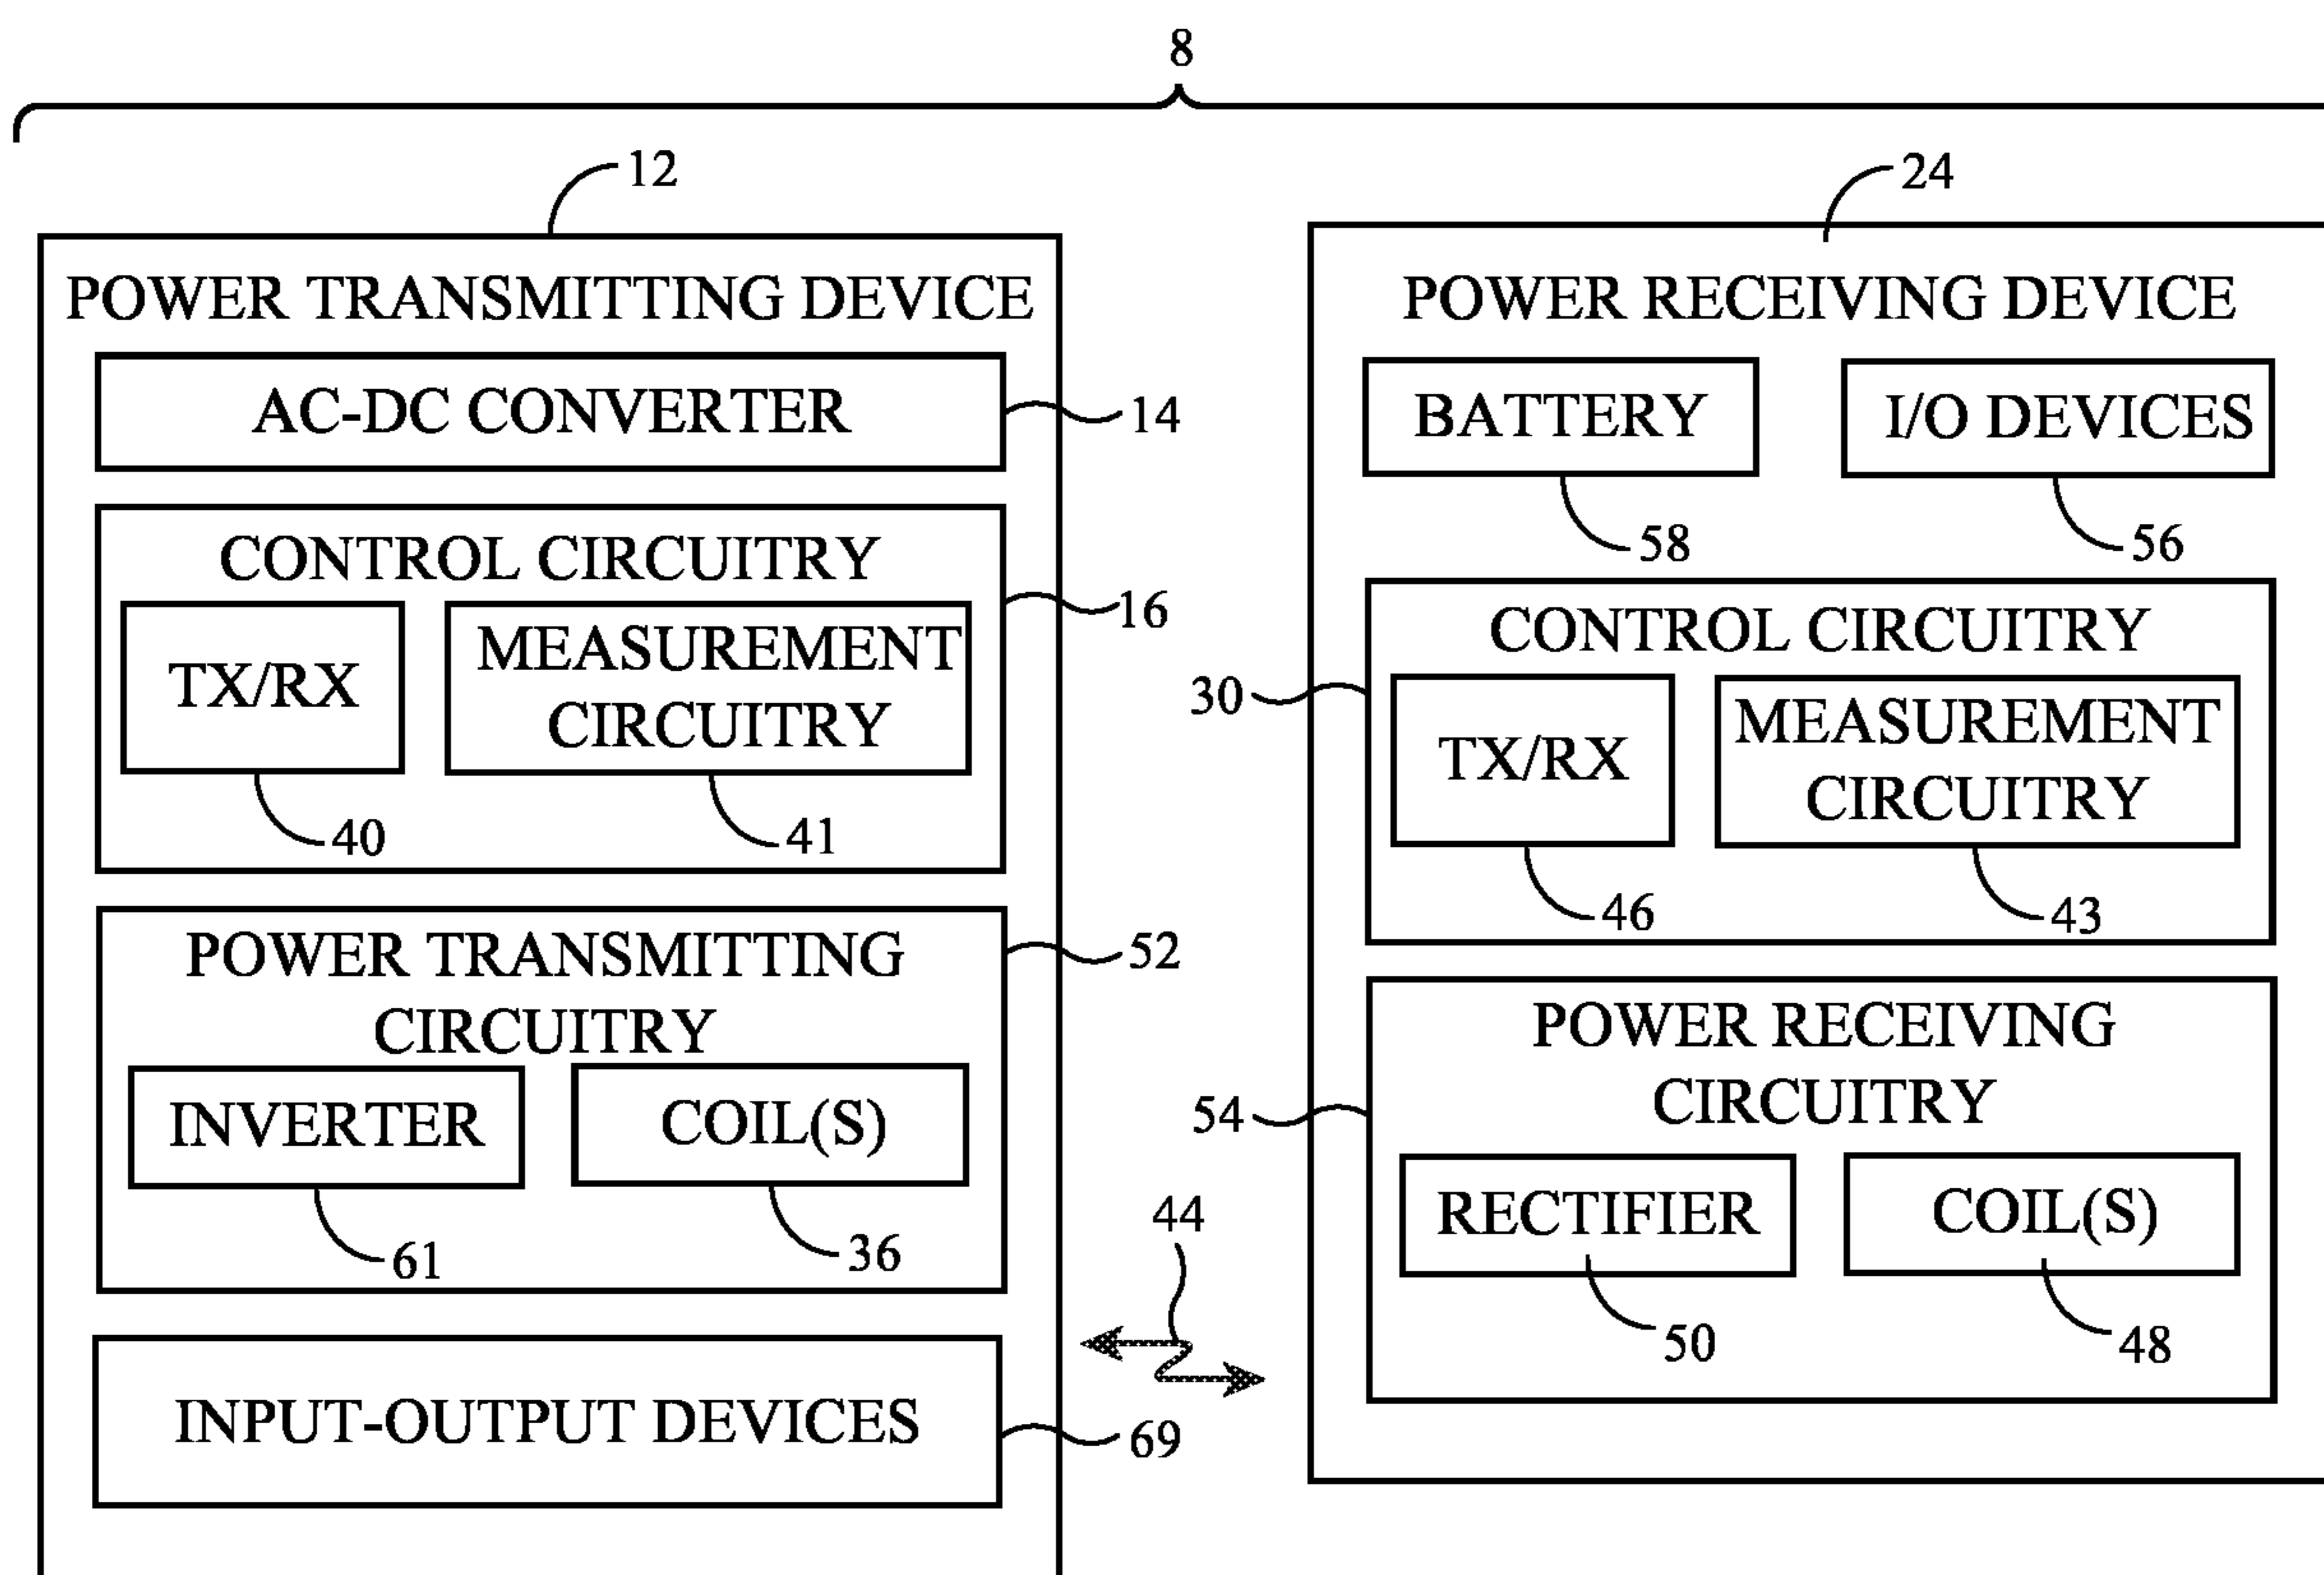 8
12
POWER TRANSMITTING DEVICE
AC-DC CONVERTER
14
CONTROL CIRCUITRY
16
TX/RX
MEASUREMENT
CIRCUITRY
40
41
POWER TRANSMITTING
CIRCUITRY
52
INVERTER
COIL(S)
61
36
INPUT-OUTPUT DEVICES
69
44
24
POWER RECEIVING DEVICE
BATTERY
I/O DEVICES
58
56
CONTROL CIRCUITRY
30
TX/RX
MEASUREMENT
CIRCUITRY
46
43
POWER RECEIVING
CIRCUITRY
54
RECTIFIER
COIL(S)
50
48